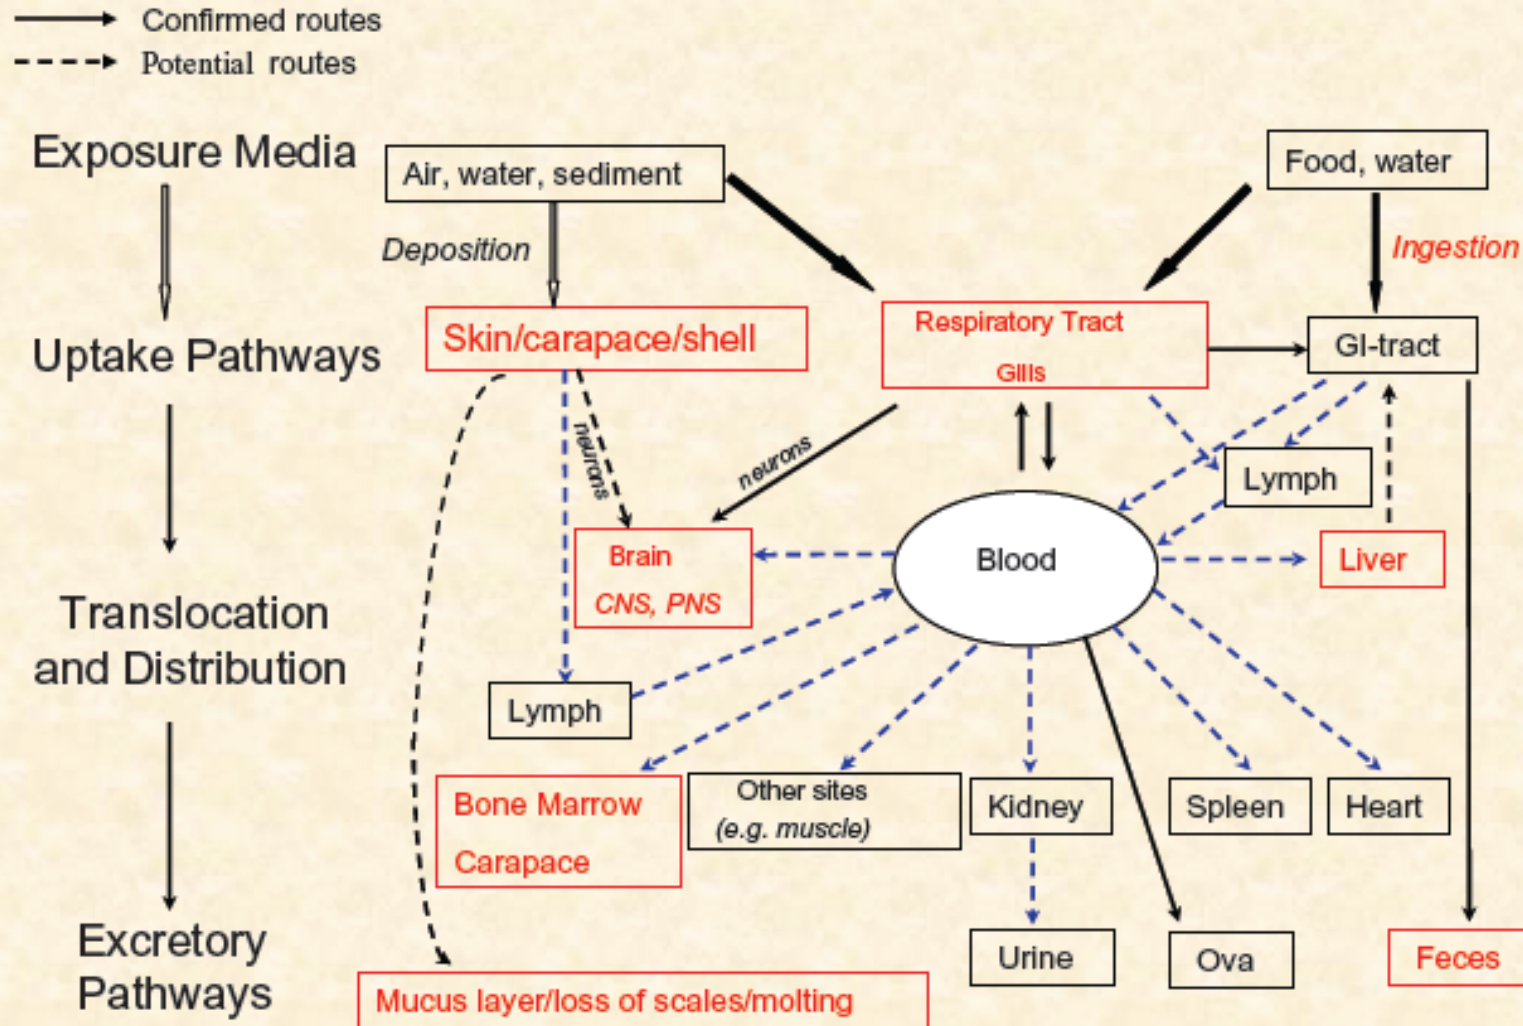 Confirmed routes
Potential routes
Exposure Media
Air, water, sediment
Food, water
Deposition
Ingestion
Uptake Pathways
Skin/carapace/shell
Respiratory Tract
Gills
GI-tract
neurons
neurons
Lymph
Brain
CNS, PNS
Blood
Liver
Translocation
and Distribution
Lymph
Bone Marrow
Carapace
Other sites
(e.g. muscle)
Kidney
Spleen
Heart
Excretory
Pathways
Urine
Ova
Feces
Mucus layer/loss of scales/molting